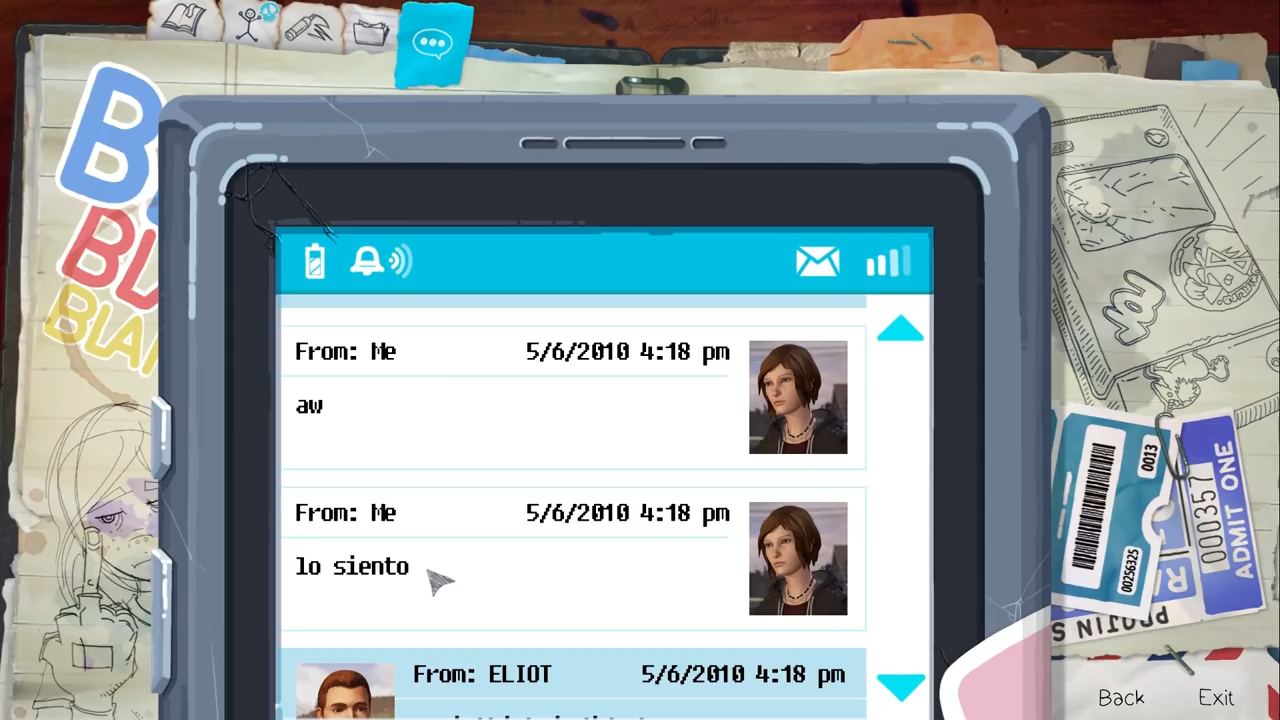 From: Me 5/6/2010 4:18 pm
aw
From: Me 5/6/2010 4:18 pm
lo siento
From: ELIOT 5/6/2010 4:18 pm
0013
00256325
000357
ADMIT ONE
Back Exit